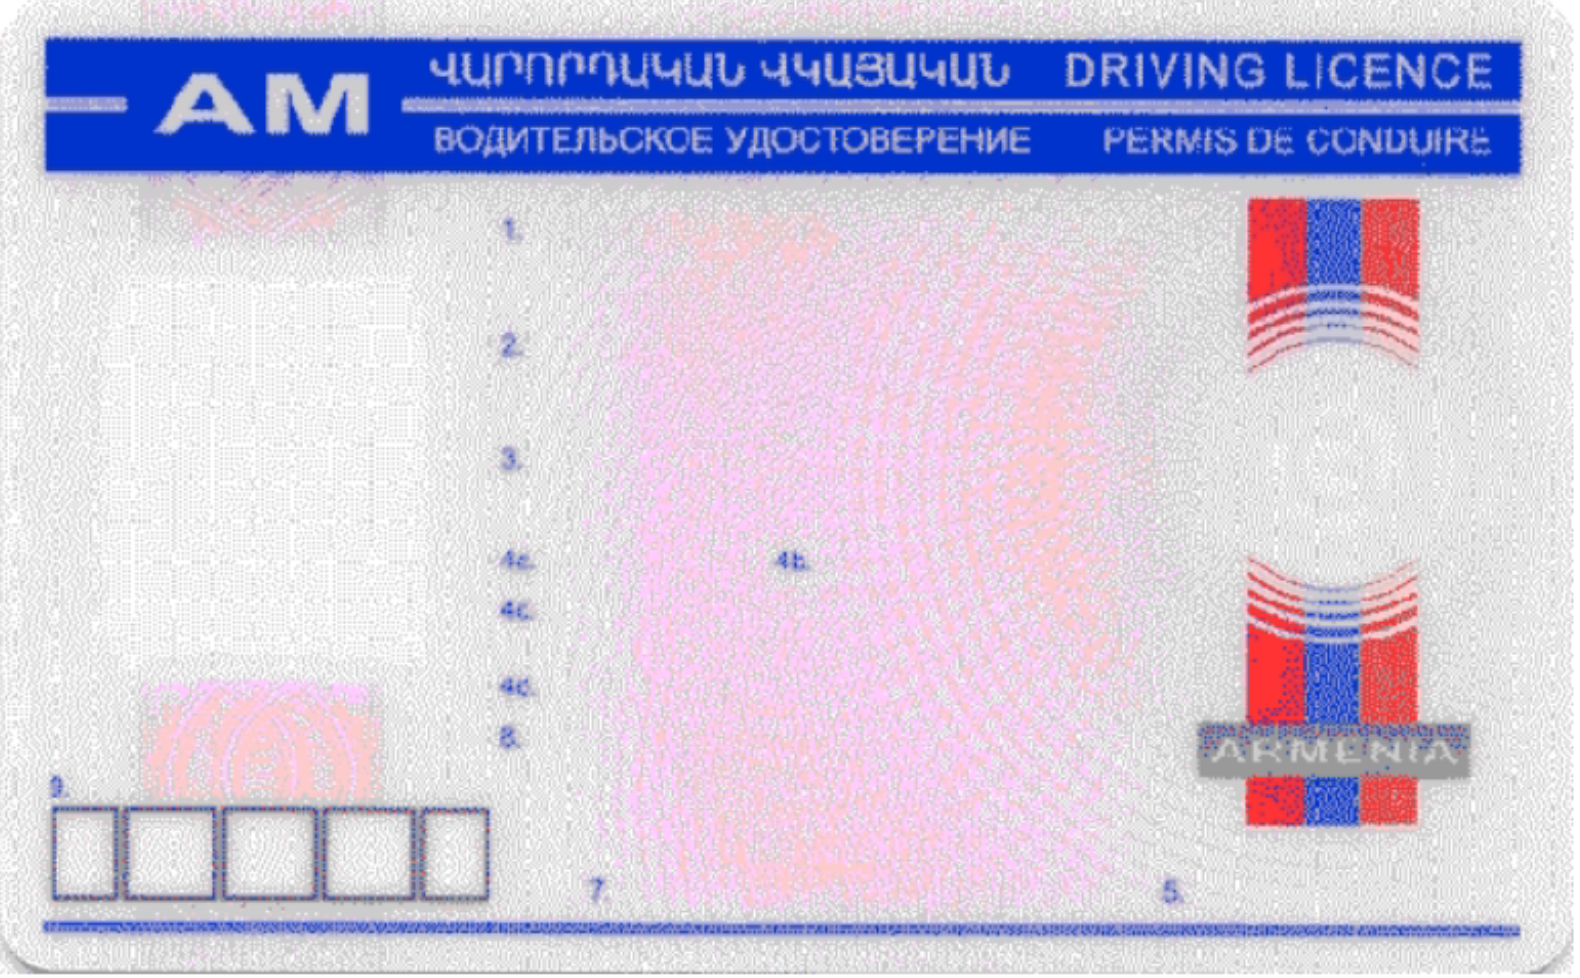 AM
ՎԱՐՈՐԴԱԿԱՆ ՎԿԱՅԱԿԱՆ DRIVING LICENCE
ВОДИТЕЛЬСКОЕ УДОСТОВЕРЕНИЕ PERMIS DE CONDUIRE
1.
2.
3.
4a. 4b.
4c.
4d.
8.
ARMENIA
9.
7. 5.